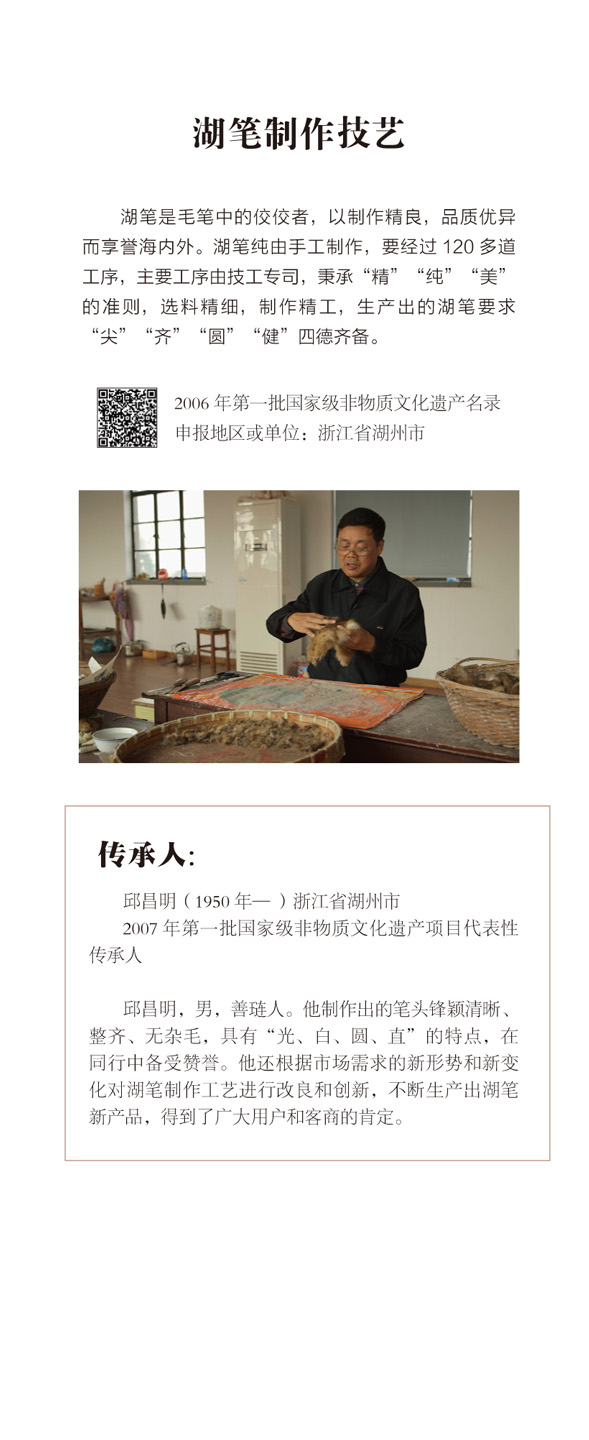 湖笔制作技艺
湖笔是毛笔中的佼佼者，以制作精良，品质优异
而享誉海内外。湖笔纯由手工制作，要经过 120 多道
工序，主要工序由技工专司，秉承“精”“纯”“美”
的准则，选料精细，制作精工，生产出的湖笔要求
“尖”“齐”“圆”“健”四德齐备。
2006 年第一批国家级非物质文化遗产名录
申报地区或单位：浙江省湖州市
传承人：
邱昌明（1950 年— ）浙江省湖州市
2007 年第一批国家级非物质文化遗产项目代表性
传承人
邱昌明，男，善琏人。他制作出的笔头锋颖清晰、
整齐、无杂毛，具有“光、白、圆、直”的特点，在
同行中备受赞誉。他还根据市场需求的新形势和新变
化对湖笔制作工艺进行改良和创新，不断生产出湖笔
新产品，得到了广大用户和客商的肯定。